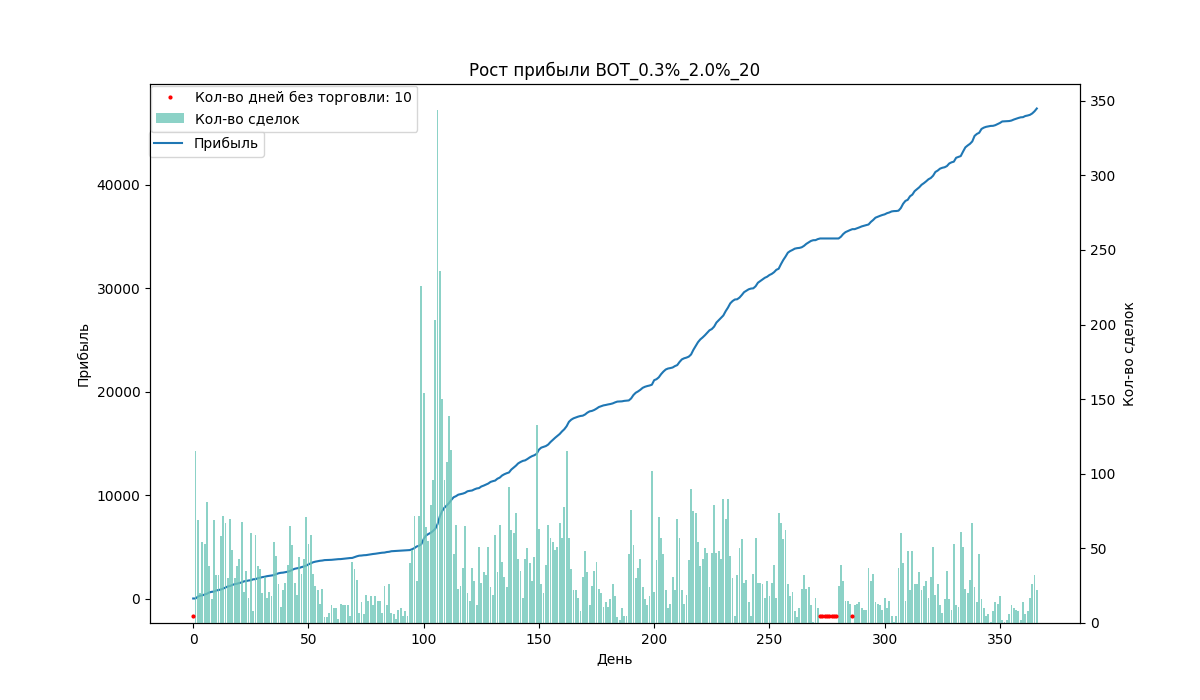 Рост прибыли BOT_0.3%_2.0%_20
Кол-во дней без торговли: 10
Кол-во сделок
Прибыль
Прибыль
40000
30000
20000
10000
0
350
300
250
200
150
100
50
0
Кол-во сделок
0 50 100 150 200 250 300 350
День